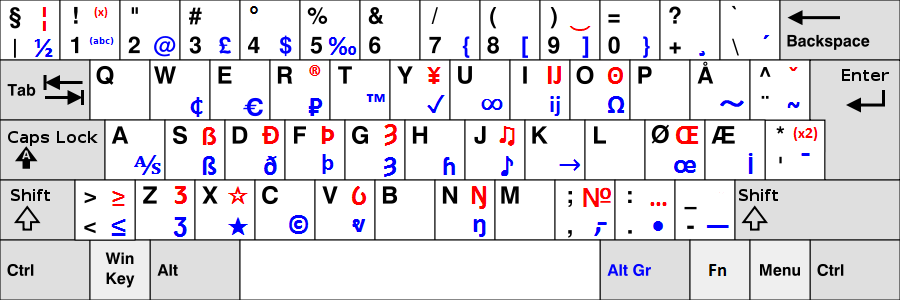 § ¦ ! (x) " # ° % & / ( ) ‿ = ? `
| ½ 1 (abc) 2 @ 3 £ 4 $ 5 ‰ 6 7 { 8 [ 9 ] 0 } + ¸ \ ´ Backspace
Tab Q W E R ® T Y ¥ U I Ĳ O ʘ P Å ^ ˇ Enter
¢ € ₽ ™ ✓ ∞ ĳ Ω ~ ¨ ~
Caps Lock A S ẞ D Ð F Þ G Ȝ H J ♫ K L Ø Œ Æ * (x2)
A ⅍ ß ð þ ȝ ɦ ♪ → œ ' ¯
Shift > ≥ Z Ʒ X ☆ C V B N Ŋ M ; № : … _ Shift
< ≤ ʒ ★ © ŋ , . • - —
Ctrl Win Key Alt Alt Gr Fn Menu Ctrl